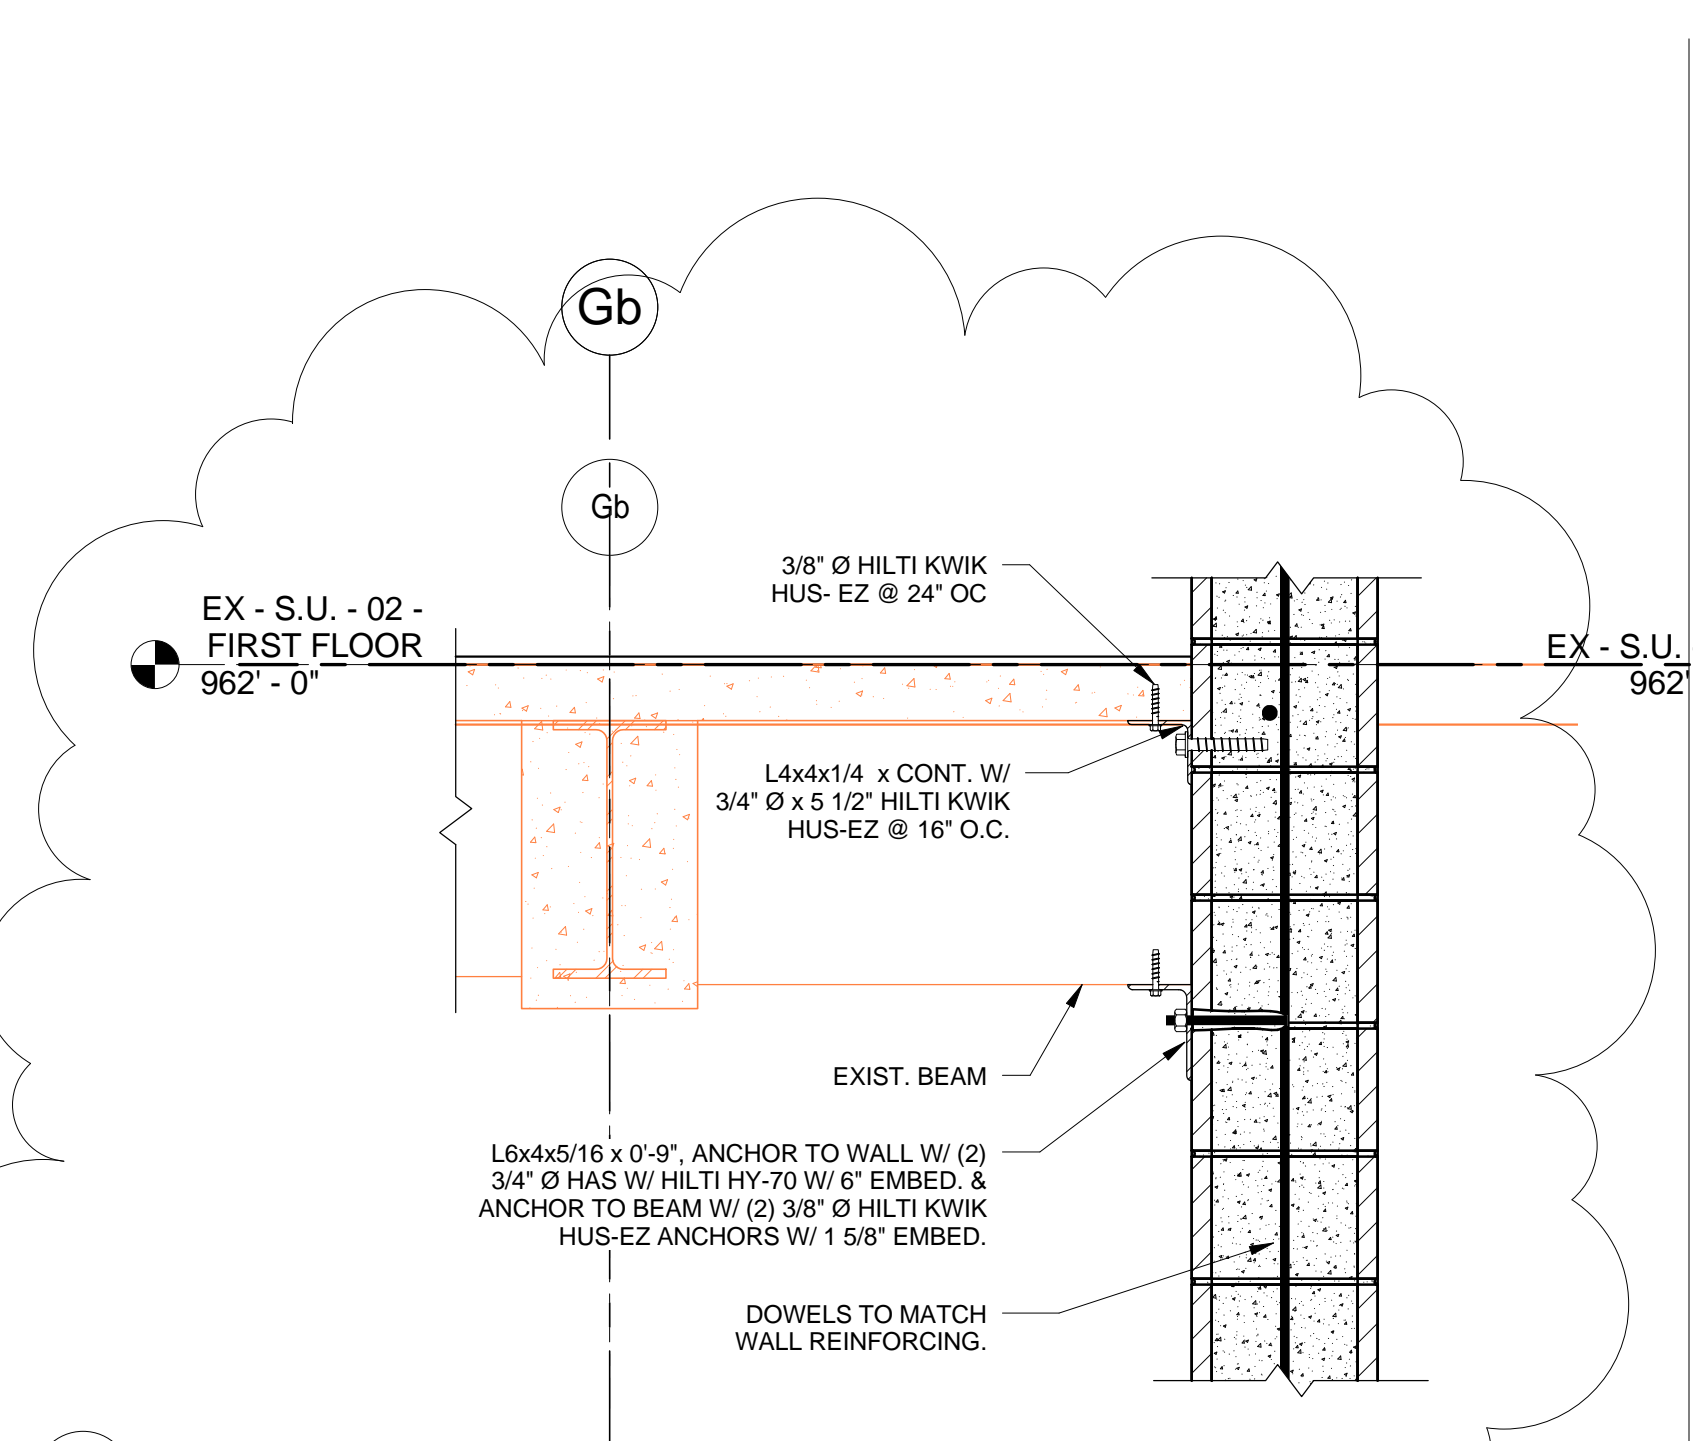 Gb
Gb
3/8" Ø HILTI KWIK
HUS- EZ @ 24" OC
EX - S.U. - 02 -
FIRST FLOOR
962' - 0"
EX - S.U. -
962'
L4x4x1/4 x CONT. W/
3/4" Ø x 5 1/2" HILTI KWIK
HUS-EZ @ 16" O.C.
EXIST. BEAM
L6x4x5/16 x 0'-9", ANCHOR TO WALL W/ (2)
3/4" Ø HAS W/ HILTI HY-70 W/ 6" EMBED. &
ANCHOR TO BEAM W/ (2) 3/8" Ø HILTI KWIK
HUS-EZ ANCHORS W/ 1 5/8" EMBED.
DOWELS TO MATCH
WALL REINFORCING.